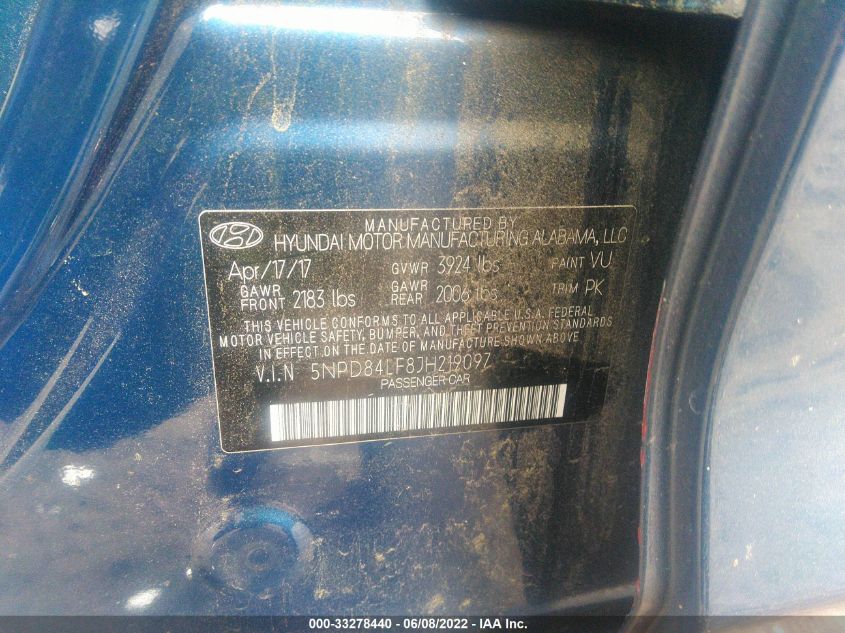 MANUFACTURED BY
HYUNDAI MOTOR MANUFACTURING ALABAMA, LLC
Apr/17/17 GVWR 3924 lbs PAINT VU
GAWR FRONT 2183 lbs GAWR REAR 2006 lbs TRIM PK
THIS VEHICLE CONFORMS TO ALL APPLICABLE U.S.A. FEDERAL
MOTOR VEHICLE SAFETY, BUMPER, AND THEFT PREVENTION STANDARDS
IN EFFECT ON THE DATE OF MANUFACTURE SHOWN ABOVE.
V.I.N 5NPD84LF8JH219097
PASSENGER CAR
000-33278440 - 06/08/2022 - IAA Inc.